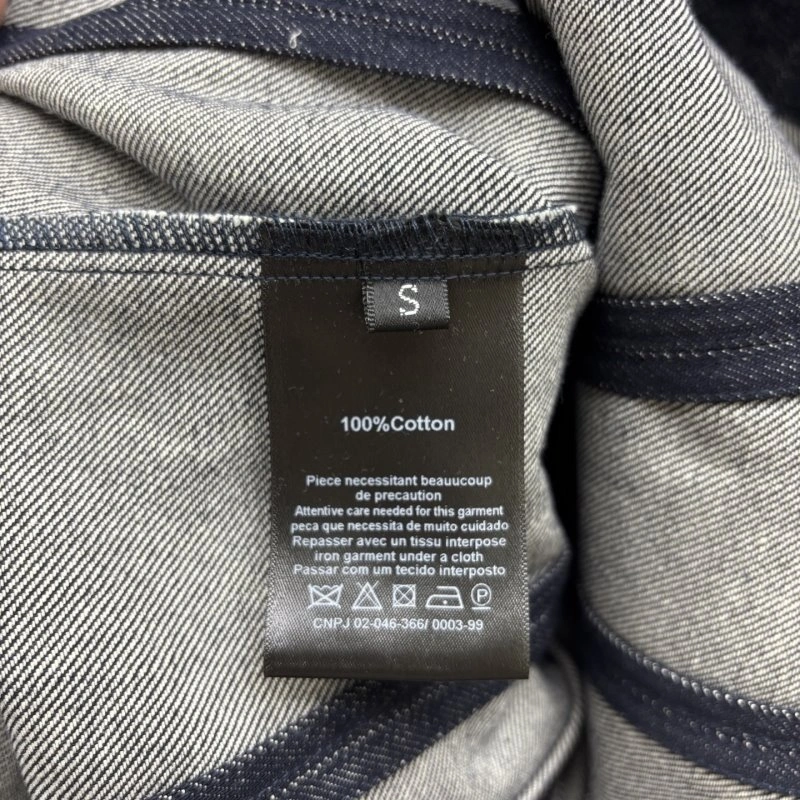 S
100%Cotton
Piece necessitant beauucoup
de precaution
Attentive care needed for this garment
peca que necessita de muito cuidado
Repasser avec un tissu interpose
iron garment under a cloth
Passar com um tecido interposto
P
CNPJ 02-046-366/ 0003-99